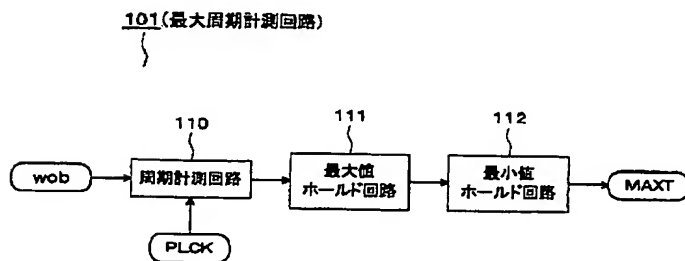 101(最大周期計測回路)
110
111
112
wob
周期計測回路
最大値
ホールド回路
最小値
ホールド回路
MAXT
PLCK